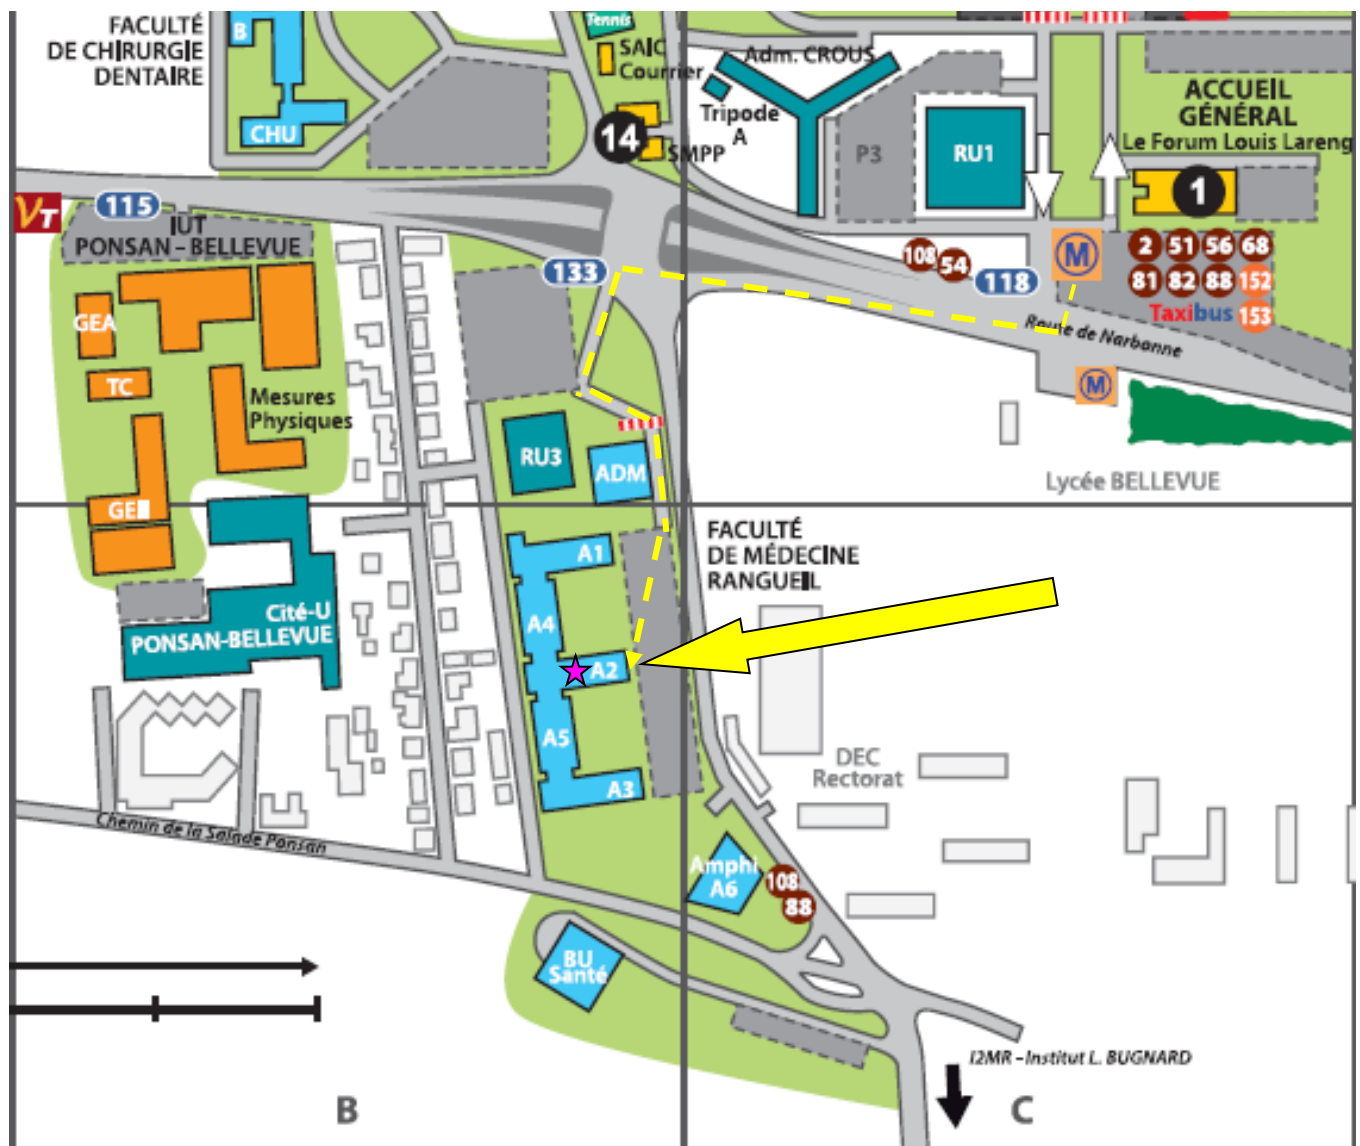 FACULTÉ
DE CHIRURGIE
DENTAIRE
B
CHU
Tennis
SAIC
Courrier
14
SMPP
Adm. CROUS
Tripode
A
P3
RU1
ACCUEIL
GÉNÉRAL
Le Forum Louis Lareng
1
VT
115
IUT
PONSAN – BELLEVUE
133
108
54
118
M
2
51
56
68
81
82
88
152
Taxibus
153
Route de Narbonne
M
GEA
TC
Mesures
Physiques
GEII
RU3
ADM
Lycée BELLEVUE
FACULTÉ
DE MÉDECINE
RANGUEIL
A1
A4
A2
A5
A3
Cité-U
PONSAN-BELLEVUE
DEC
Rectorat
Chemin de la Salade Ponsan
Amphi
A6
108
88
BU
Santé
I2MR – Institut L. BUGNARD
B
C